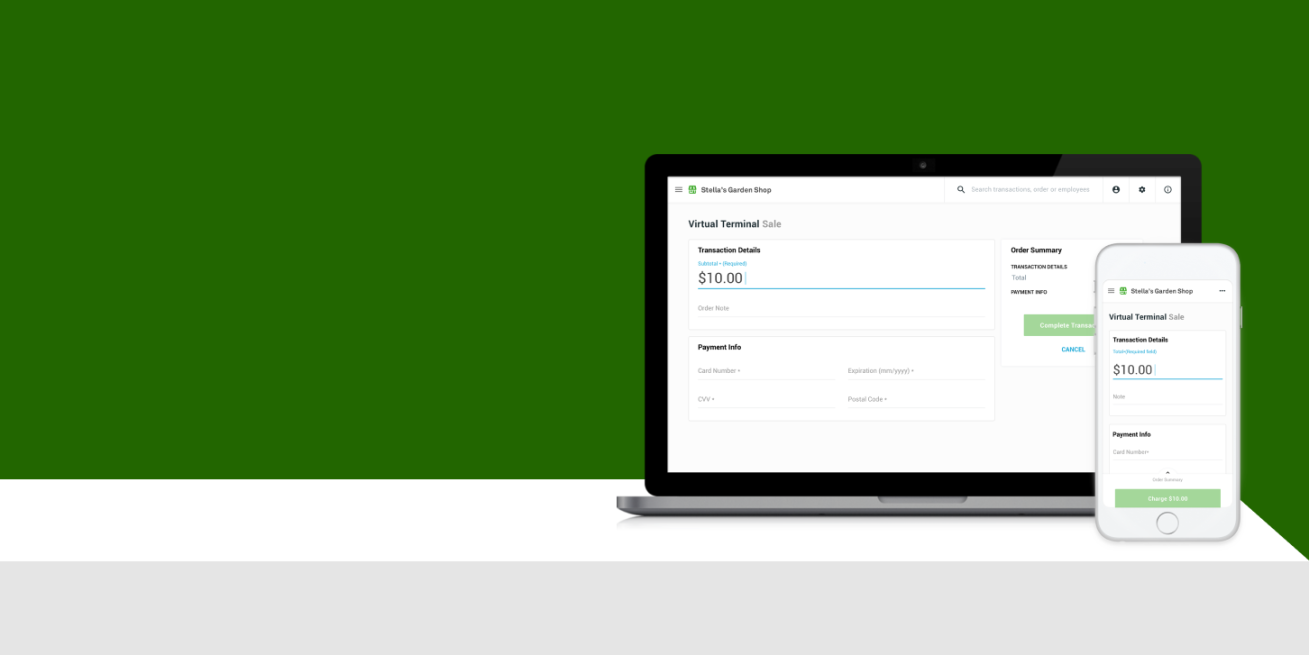 Stella's Garden Shop
Search transactions, order or employees
Virtual Terminal Sale
Transaction Details
Subtotal • (Required)
$10.00
Order Note
Payment Info
Card Number •
Expiration (mm/yyyy) •
CVV •
Postal Code •
Order Summary
TRANSACTION DETAILS
Total
PAYMENT INFO
Complete Transac
CANCEL
Stella's Garden Shop
Virtual Terminal Sale
Transaction Details
Total•(Required field)
$10.00
Note
Payment Info
Card Number•
Order Summary
Charge $10.00